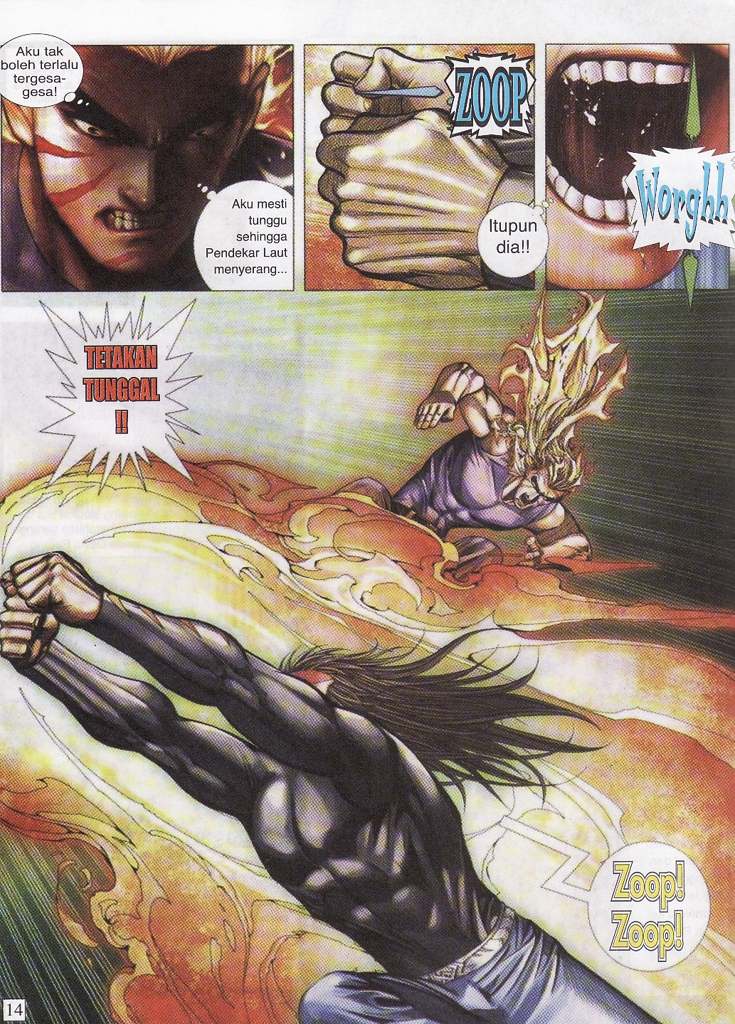 Aku tak
boleh terlalu
tergesa-
gesa!
Aku mesti
tunggu
sehingga
Pendekar Laut
menyerang...
ZOOP
Itupun
dia!!
Worghh
TETAKAN
TUNGGAL
!!
Zoop!
Zoop!
14